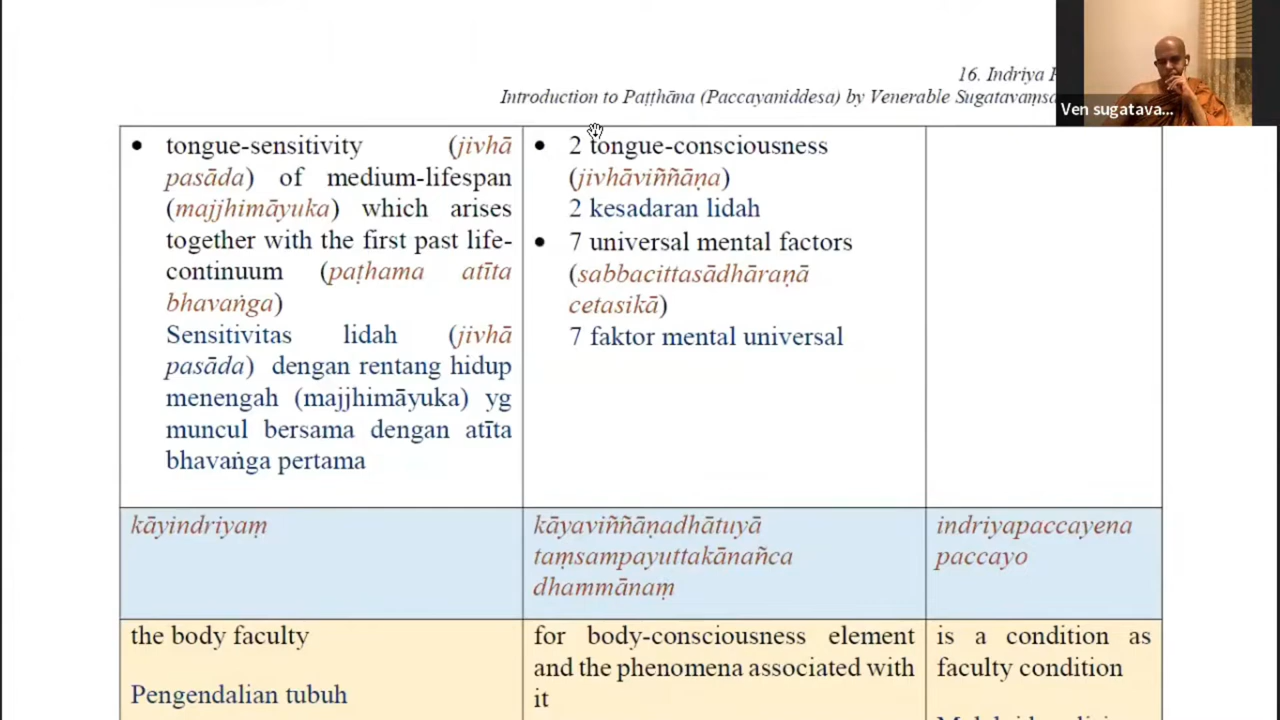 16. Indriya
Introduction to Paṭṭhāna (Paccayaniddesa) by Venerable Sugatavaṃsa
Ven sugatava...
• tongue-sensitivity (jivhā
pasāda) of medium-lifespan
(majjhimāyuka) which arises
together with the first past life-
continuum (paṭhama atīta
bhavaṅga)
Sensitivitas lidah (jivhā
pasāda) dengan rentang hidup
menengah (majjhimāyuka) yg
muncul bersama dengan atīta
bhavaṅga pertama
• 2 tongue-consciousness
(jivhāviññāṇa)
2 kesadaran lidah
• 7 universal mental factors
(sabbacittasādhāraṇā
cetasikā)
7 faktor mental universal
kāyindriyaṃ
kāyaviññāṇadhātuyā
taṃsampayuttakānañca
dhammānaṃ
indriyapaccayena
paccayo
the body faculty
Pengendalian tubuh
for body-consciousness element
and the phenomena associated with
it
is a condition as
faculty condition